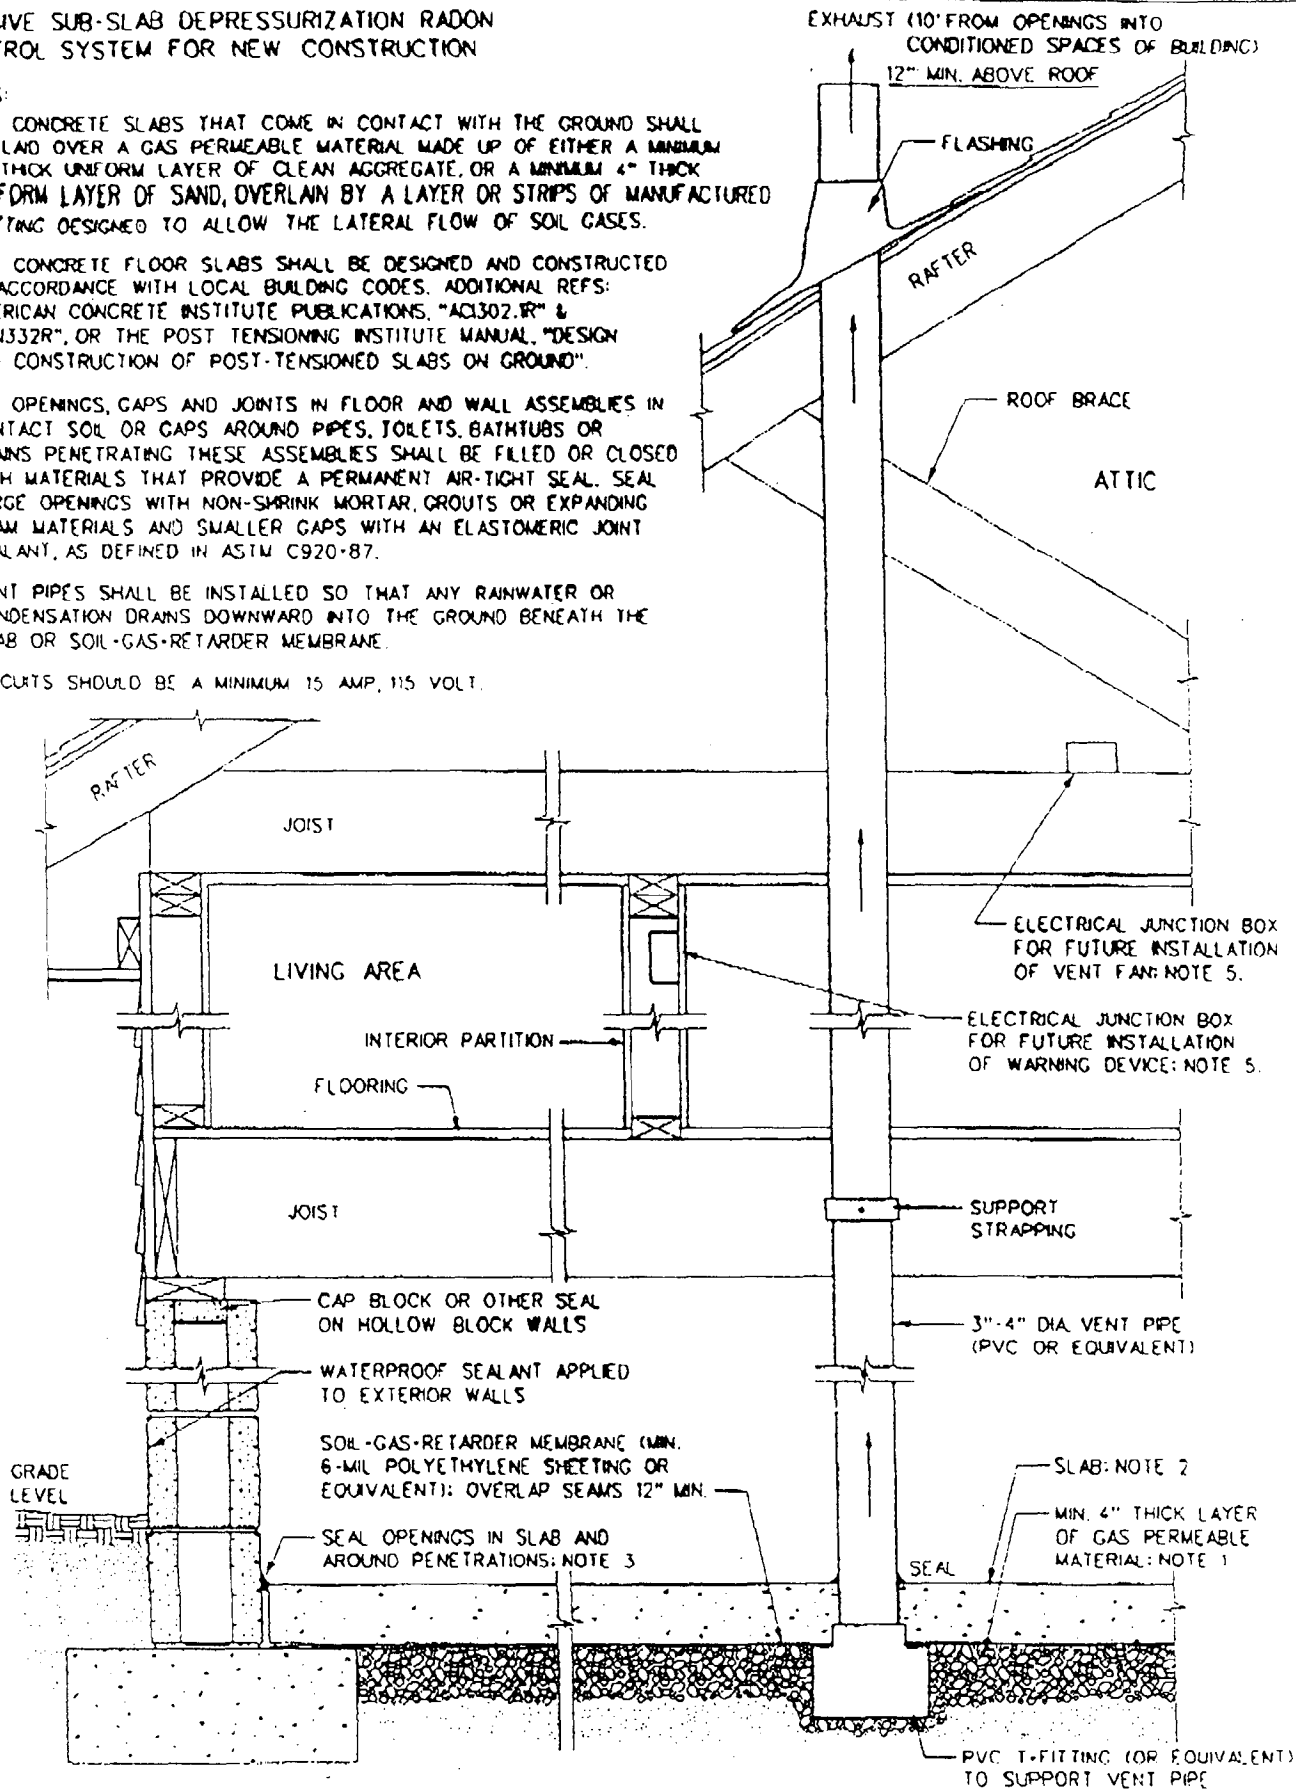 IVE SUB-SLAB DEPRESSURIZATION RADON
TROL SYSTEM FOR NEW CONSTRUCTION
S:
CONCRETE SLABS THAT COME IN CONTACT WITH THE GROUND SHALL
LAID OVER A GAS PERMEABLE MATERIAL MADE UP OF EITHER A MINIMUM
THICK UNIFORM LAYER OF CLEAN AGGREGATE, OR A MINIMUM 4" THICK
FORM LAYER OF SAND, OVERLAIN BY A LAYER OR STRIPS OF MANUFACTURED
TING DESIGNED TO ALLOW THE LATERAL FLOW OF SOIL GASES.
CONCRETE FLOOR SLABS SHALL BE DESIGNED AND CONSTRUCTED
ACCORDANCE WITH LOCAL BUILDING CODES. ADDITIONAL REFS:
ERICAN CONCRETE INSTITUTE PUBLICATIONS, "ACI302.1R" &
I332R", OR THE POST TENSIONING INSTITUTE MANUAL, "DESIGN
CONSTRUCTION OF POST-TENSIONED SLABS ON GROUND".
OPENINGS, GAPS AND JOINTS IN FLOOR AND WALL ASSEMBLIES IN
NTACT SOIL OR GAPS AROUND PIPES, TOILETS, BATHTUBS OR
INS PENETRATING THESE ASSEMBLIES SHALL BE FILLED OR CLOSED
H MATERIALS THAT PROVIDE A PERMANENT AIR-TIGHT SEAL. SEAL
RGE OPENINGS WITH NON-SHRINK MORTAR, GROUTS OR EXPANDING
AM MATERIALS AND SMALLER GAPS WITH AN ELASTOMERIC JOINT
ALANT, AS DEFINED IN ASTM C920-87.
NT PIPES SHALL BE INSTALLED SO THAT ANY RAINWATER OR
NDENSATION DRAINS DOWNWARD INTO THE GROUND BENEATH THE
AB OR SOIL-GAS-RETARDER MEMBRANE.
CUITS SHOULD BE A MINIMUM 15 AMP, 115 VOLT.
EXHAUST (10' FROM OPENINGS INTO
CONDITIONED SPACES OF BUILDING)
12" MIN. ABOVE ROOF
FLASHING
RAFTER
ROOF BRACE
ATTIC
RAFTER
JOIST
LIVING AREA
ELECTRICAL JUNCTION BOX
FOR FUTURE INSTALLATION
OF VENT FAN: NOTE 5.
ELECTRICAL JUNCTION BOX
FOR FUTURE INSTALLATION
OF WARNING DEVICE: NOTE 5.
INTERIOR PARTITION
FLOORING
JOIST
SUPPORT
STRAPPING
CAP BLOCK OR OTHER SEAL
ON HOLLOW BLOCK WALLS
3"-4" DIA. VENT PIPE
(PVC OR EQUIVALENT)
WATERPROOF SEALANT APPLIED
TO EXTERIOR WALLS
SOIL-GAS-RETARDER MEMBRANE (MIN.
6-MIL POLYETHYLENE SHEETING OR
EQUIVALENT): OVERLAP SEAMS 12" MIN.
GRADE
LEVEL
SLAB: NOTE 2
MIN. 4" THICK LAYER
OF GAS PERMEABLE
MATERIAL: NOTE 1
SEAL OPENINGS IN SLAB AND
AROUND PENETRATIONS: NOTE 3
SEAL
PVC T-FITTING (OR EQUIVALENT)
TO SUPPORT VENT PIPE